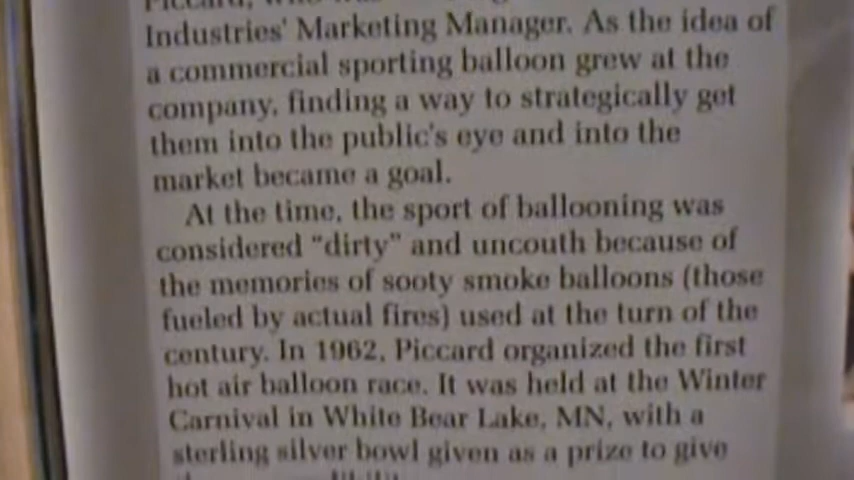 Piccard,
Industries' Marketing Manager. As the idea of
a commercial sporting balloon grew at the
company, finding a way to strategically get
them into the public's eye and into the
market became a goal.
At the time, the sport of ballooning was
considered "dirty" and uncouth because of
the memories of sooty smoke balloons (those
fueled by actual fires) used at the turn of the
century. In 1962, Piccard organized the first
hot air balloon race. It was held at the Winter
Carnival in White Bear Lake, MN, with a
sterling silver bowl given as a prize to give